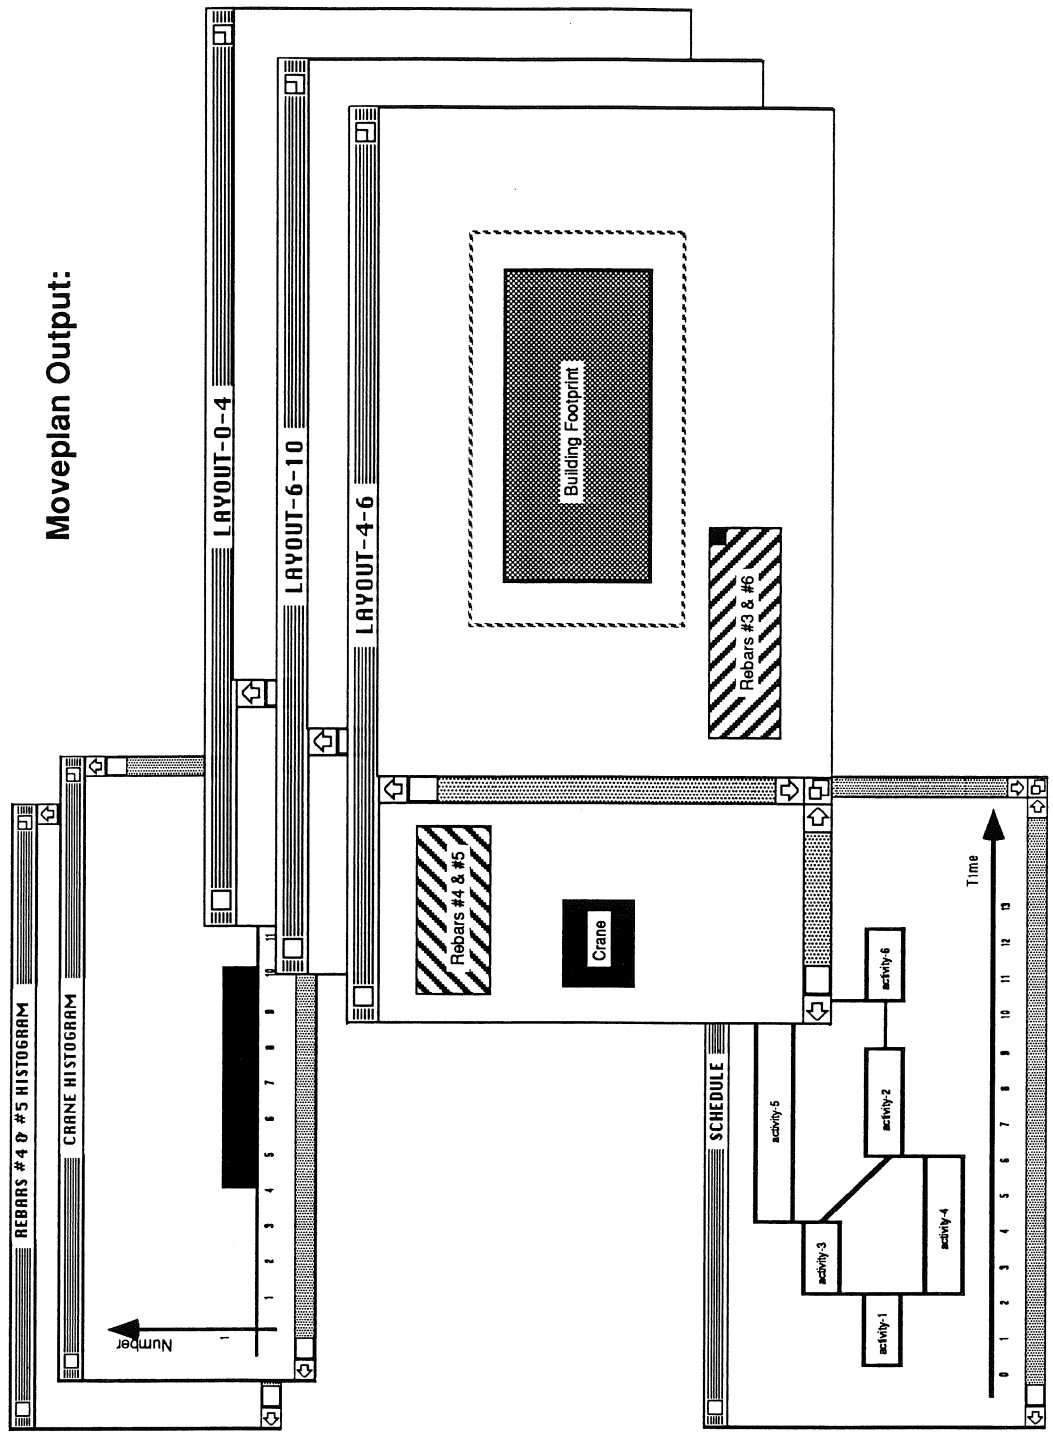 Moveplan Output:
REBARS #4 & #5 HISTOGRAM
CRANE HISTOGRAM
Number
1
1 2 3 4 5 6 7 8 9 10 11
LAYOUT-0-4
LAYOUT-6-10
LAYOUT-4-6
Rebars #4 & #5
Crane
Building Footprint
Rebars #3 & #6
SCHEDULE
activity-5
activity-3
activity-1
activity-2
activity-6
activity-4
Time
0 1 2 3 4 5 6 7 8 9 10 11 12 13